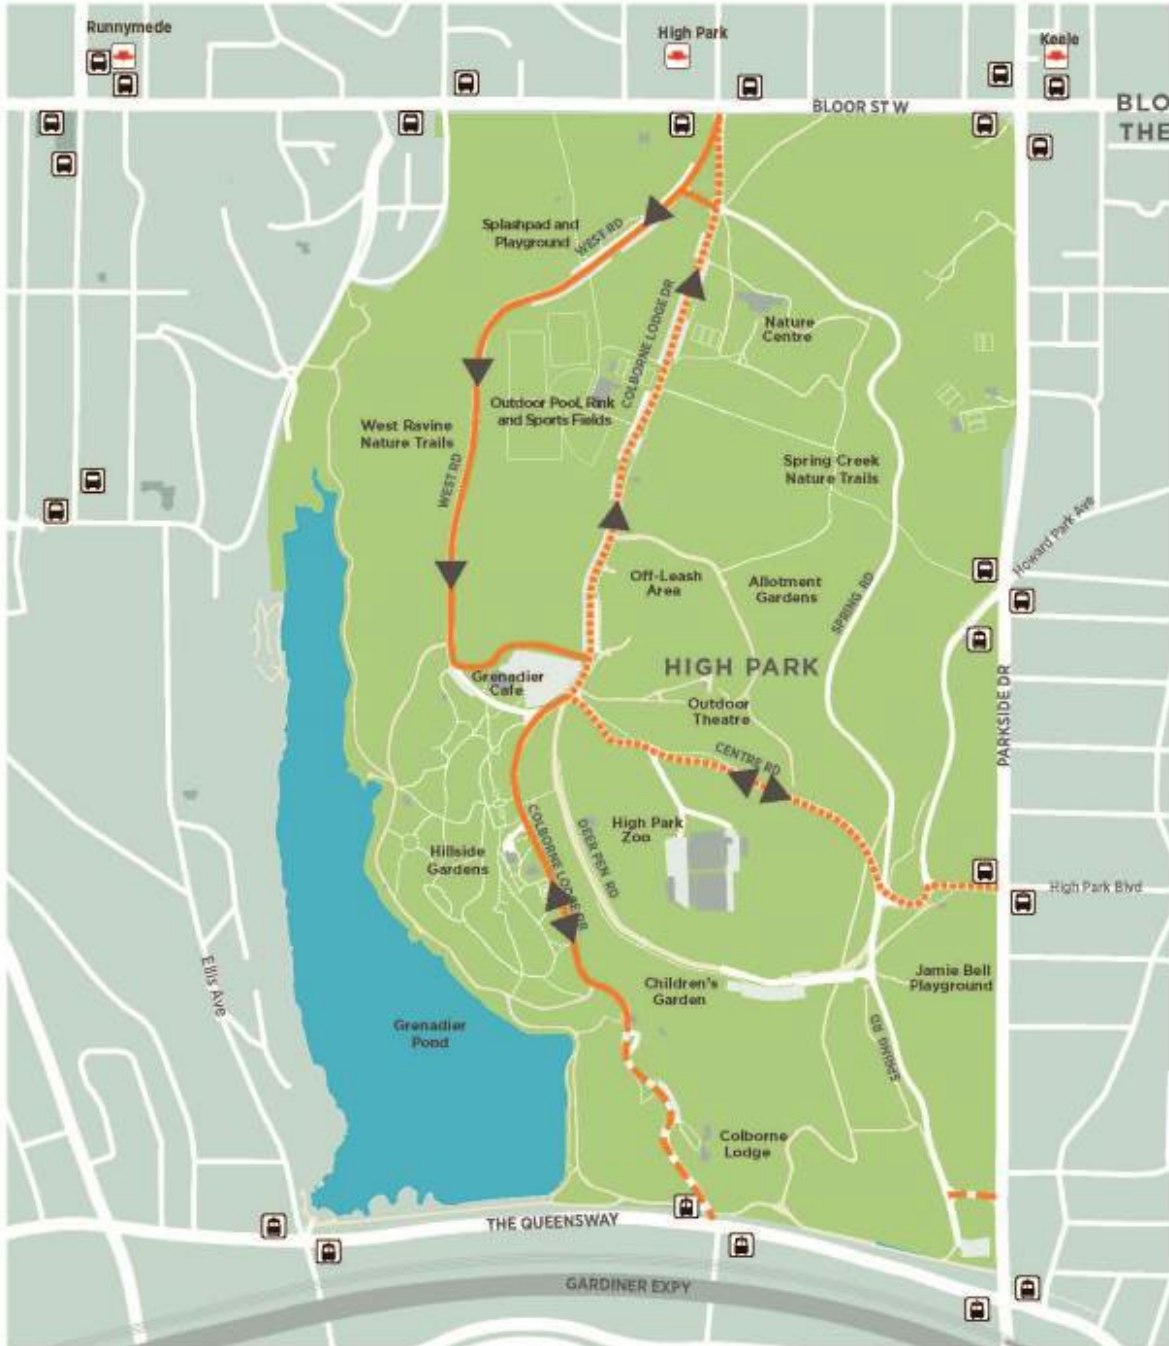 Runnymede
High Park
Keele
BLOOR ST W
BLO
THE
Splashpad and
Playground
WEST RD
COLBORNE LODGE DR
Nature
Centre
Outdoor Pool, Rink
and Sports Fields
West Ravine
Nature Trails
WEST RD
Spring Creek
Nature Trails
Howard Park Ave
Off-Leash
Area
Allotment
Gardens
SPRING RD
HIGH PARK
Grenadier
Cafe
Outdoor
Theatre
PARKSIDE DR
CENTRE RD
High Park
Zoo
COLBORNE LODGE DR
DEER PEN RD
Hillside
Gardens
High Park Blvd
Ellis Ave
Children's
Garden
Jamie Bell
Playground
Grenadier
Pond
SPRING RD
Colborne
Lodge
THE QUEENSWAY
GARDINER EXPY